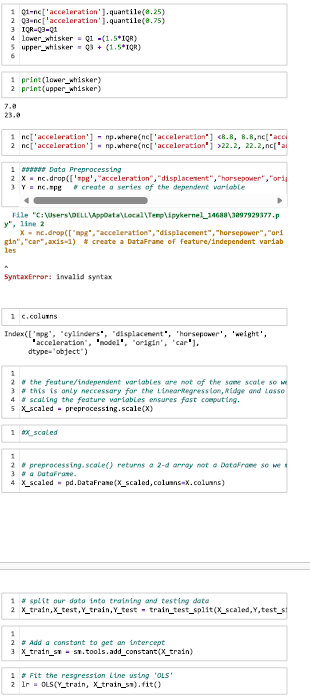 1 Q1=nc['acceleration'].quantile(0.25)
2 Q3=nc['acceleration'].quantile(0.75)
3 IQR=Q3-Q1
4 lower_whisker = Q1 -(1.5*IQR)
5 upper_whisker = Q3 + (1.5*IQR)
6
1 print(lower_whisker)
2 print(upper_whisker)
7.0
23.0
1 nc['acceleration'] = np.where(nc['acceleration'] <8.8, 8.8,nc['acce
2 nc['acceleration'] = np.where(nc['acceleration'] >22.2, 22.2,nc['a
1 ###### Data Preprocessing
2 X = nc.drop(['mpg',"acceleration","displacement","horsepower","orig
3 Y = nc.mpg # create a series of the dependent variable
File "C:\Users\DELL\AppData\Local\Temp\ipykernel_14688\3097929377.p
y", line 2
X = nc.drop(['mpg",acceleration","displacement","horsepower","ori
gin","car",axis=1) # create a DataFrame of feature/independent variab
les
^
SyntaxError: invalid syntax
1 c.columns
Index(['mpg', 'cylinders', 'displacement', 'horsepower', 'weight',
'acceleration', 'model', 'origin', 'car'],
dtype='object')
1
2 # the feature/independent variables are not of the same scale so we
3 # this is only neccessary for the LinearRegression,Ridge and Lasso
4 # scaling the feature variables ensures fast computing.
5 X_scaled = preprocessing.scale(X)
1 #X_scaled
1
2 # preprocessing.scale() returns a 2-d array not a DataFrame so we
3 # a DataFrame.
4 X_scaled = pd.DataFrame(X_scaled,columns=X.columns)
1 # split our data into training and testing data
2 X_train,X_test,Y_train,Y_test = train_test_split(X_scaled,Y,test_si
1
2 # Add a constant to get an intercept
3 X_train_sm = sm.tools.add_constant(X_train)
1 # Fit the resgression line using 'OLS'
2 lr = OLS(Y_train, X_train_sm).fit()